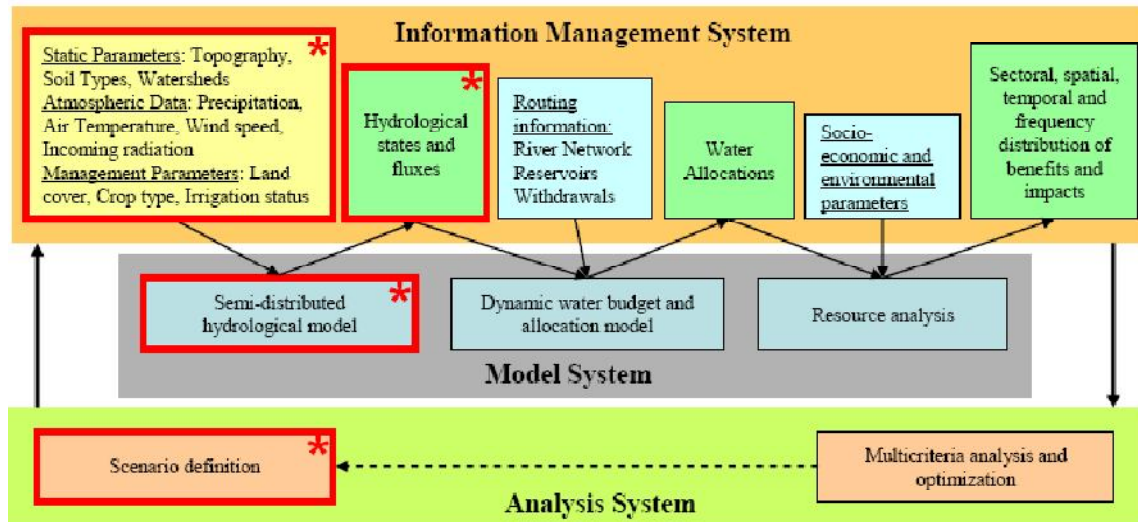 Information Management System
Static Parameters: Topography,
Soil Types, Watersheds
Atmospheric Data: Precipitation,
Air Temperature, Wind speed,
Incoming radiation
Management Parameters: Land
cover, Crop type, Irrigation status
*
Hydrological
states and
fluxes
*
Routing
information:
River Network
Reservoirs
Withdrawals
Water
Allocations
Socio-
economic and
environmental
parameters
Sectoral, spatial,
temporal and
frequency
distribution of
benefits and
impacts
Semi-distributed
hydrological model
*
Dynamic water budget and
allocation model
Resource analysis
Model System
Scenario definition
*
Multicriteria analysis and
optimization
Analysis System